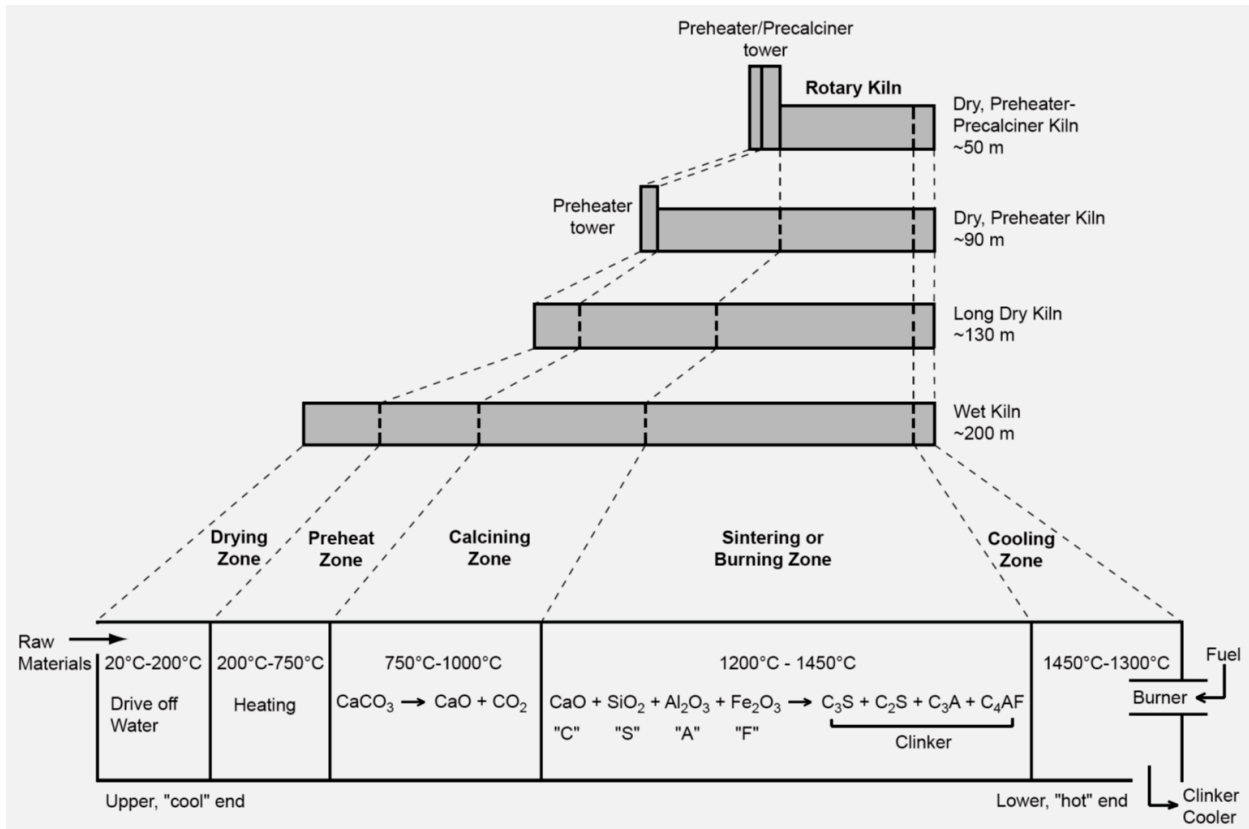 Preheater/Precalciner
tower
Rotary Kiln
Dry, Preheater-
Precalciner Kiln
~50 m
Preheater
tower
Dry, Preheater Kiln
~90 m
Long Dry Kiln
~130 m
Wet Kiln
~200 m
Drying
Zone
Preheat
Zone
Calcining
Zone
Sintering or
Burning Zone
Cooling
Zone
Raw
Materials
20°C-200°C
200°C-750°C
750°C-1000°C
1200°C - 1450°C
1450°C-1300°C
Fuel
Burner
Drive off
Water
Heating
CaCO₃ → CaO + CO₂
CaO + SiO₂ + Al₂O₃ + Fe₂O₃ → C₃S + C₂S + C₃A + C₄AF
"C" "S" "A" "F"
Clinker
Upper, "cool" end
Lower, "hot" end
Clinker
Cooler